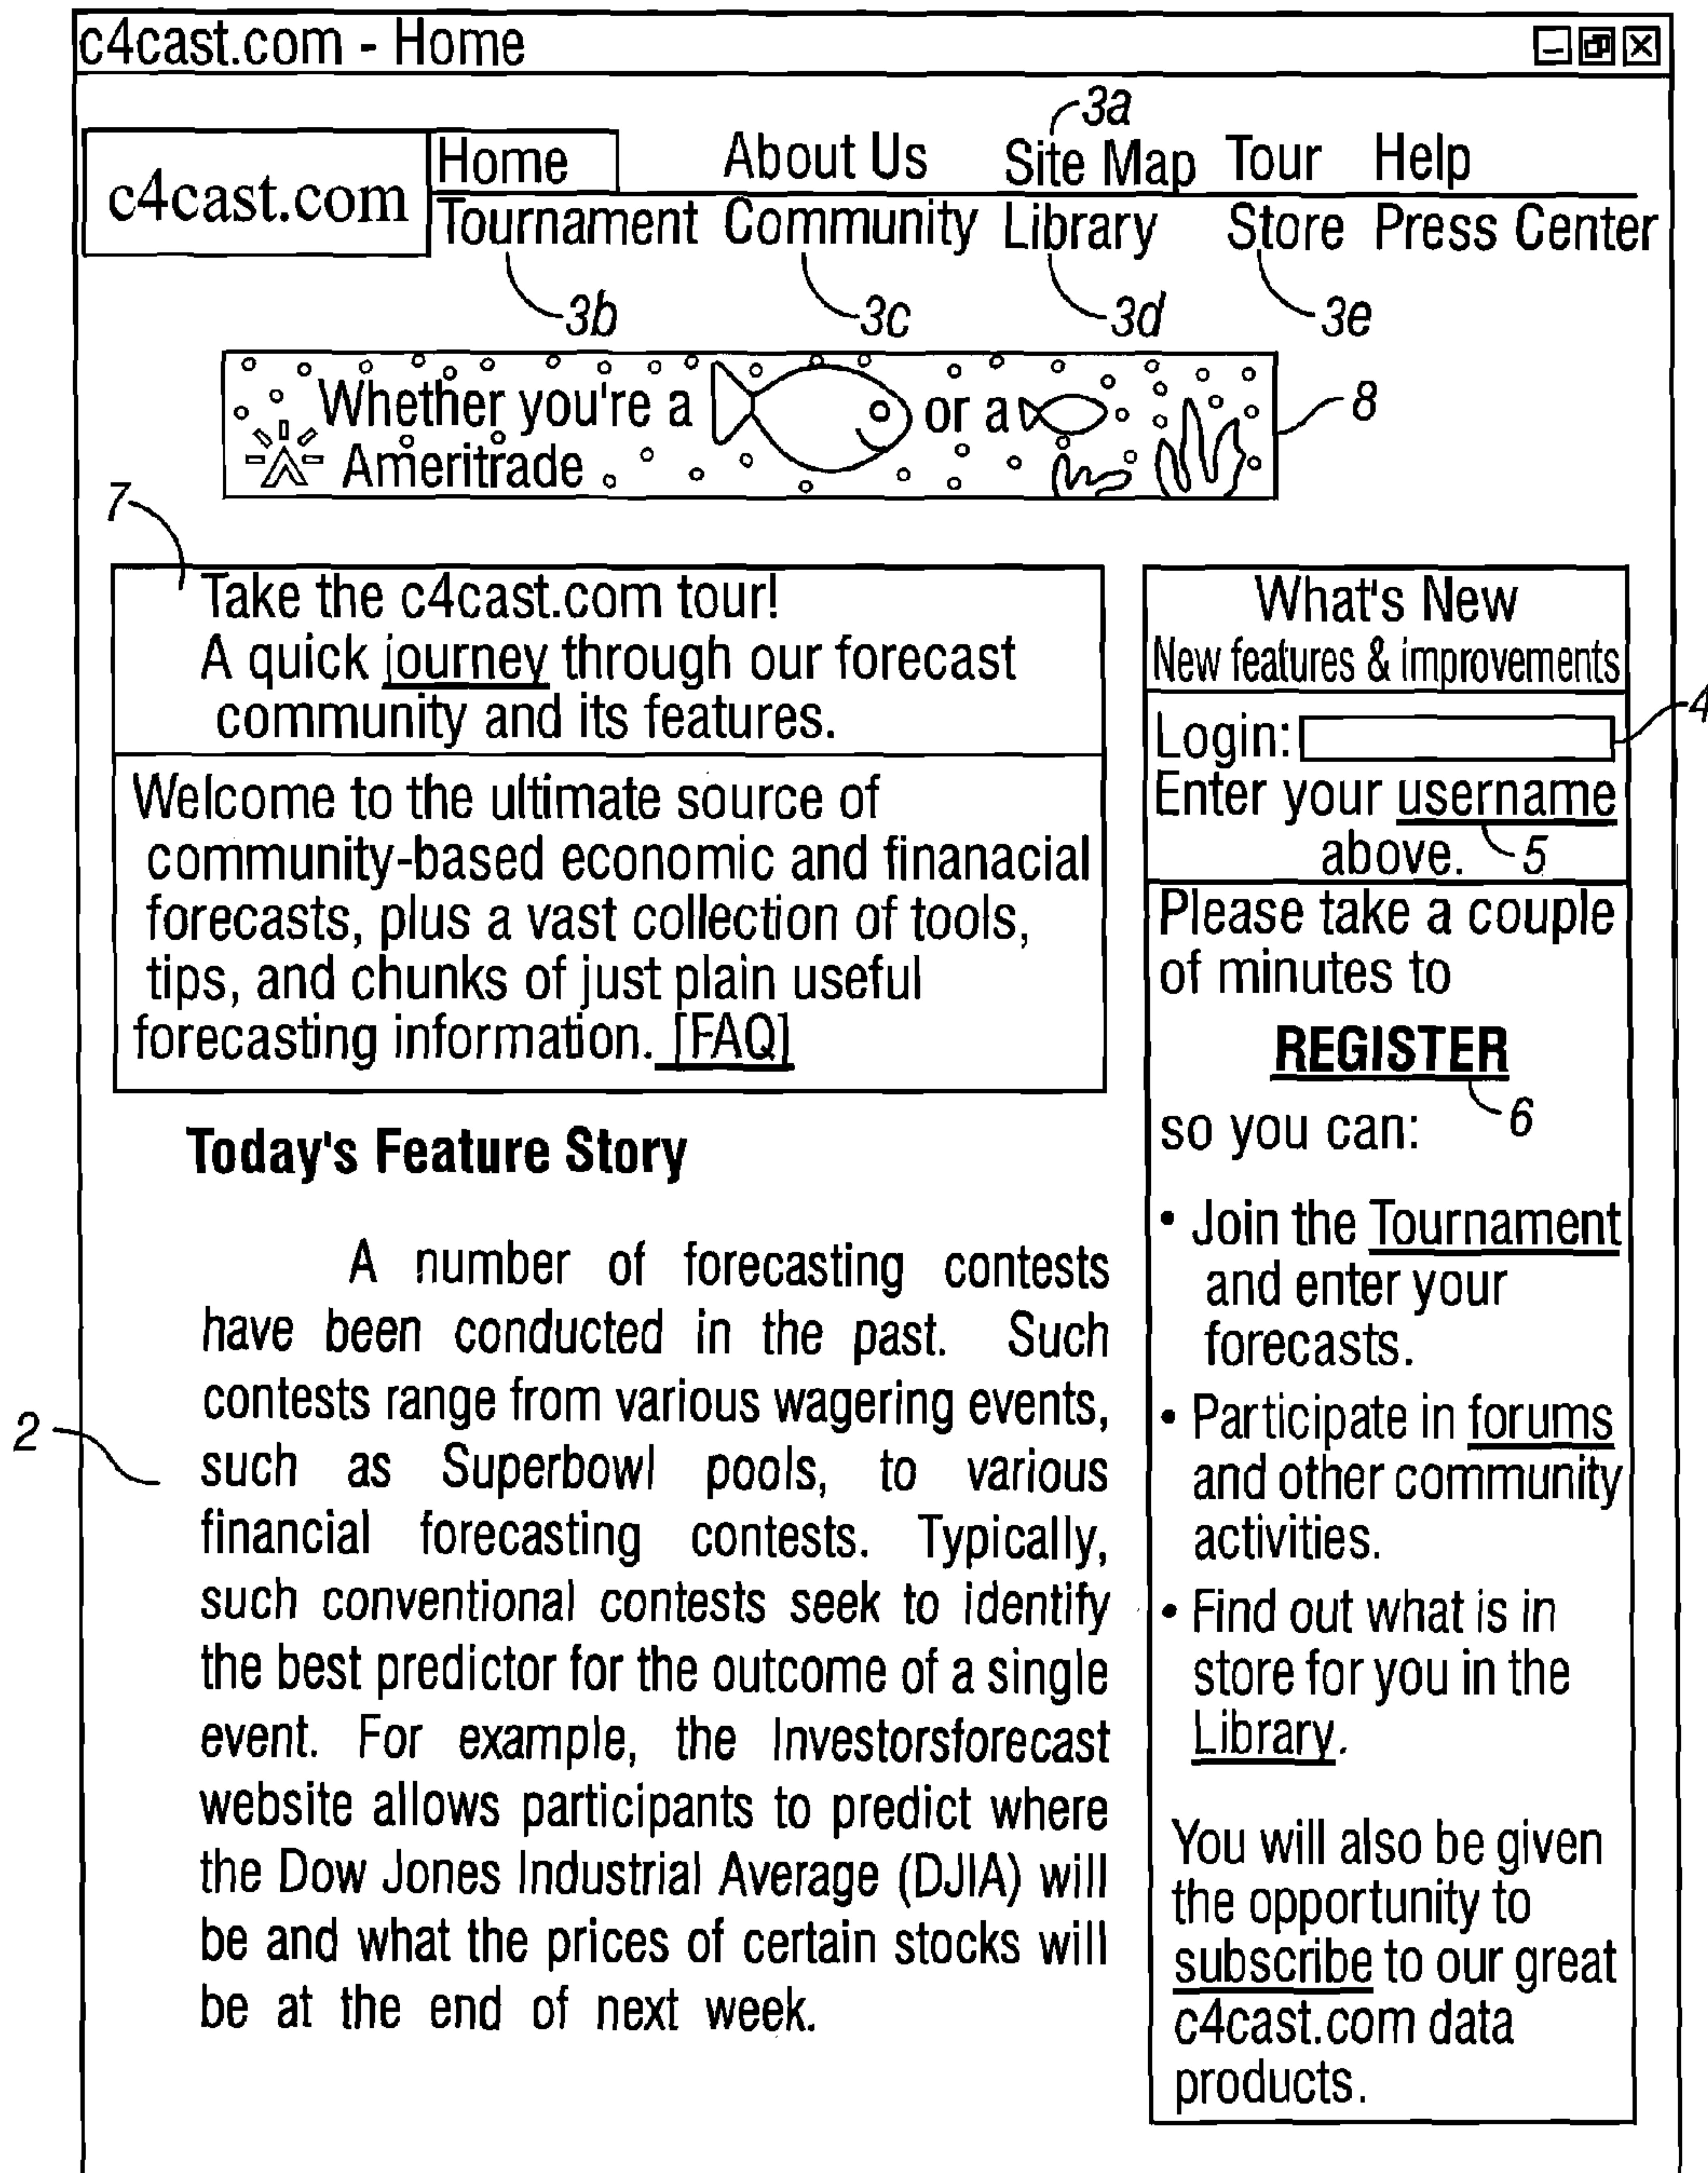 c4cast.com - Home
3a
Home About Us Site Map Tour Help
c4cast.com
Tournament Community Library Store Press Center
3b 3c 3d 3e
Whether you're a or a
Ameritrade
8
7
Take the c4cast.com tour!
A quick journey through our forecast
community and its features.
Welcome to the ultimate source of
community-based economic and finanacial
forecasts, plus a vast collection of tools,
tips, and chunks of just plain useful
forecasting information. [FAQ]
Today's Feature Story
A number of forecasting contests
have been conducted in the past. Such
contests range from various wagering events,
such as Superbowl pools, to various
financial forecasting contests. Typically,
such conventional contests seek to identify
the best predictor for the outcome of a single
event. For example, the Investorsforecast
website allows participants to predict where
the Dow Jones Industrial Average (DJIA) will
be and what the prices of certain stocks will
be at the end of next week.
2
What's New
New features & improvements
Login:
4
Enter your username
above. 5
Please take a couple
of minutes to
REGISTER
6
so you can:
• Join the Tournament
and enter your
forecasts.
• Participate in forums
and other community
activities.
• Find out what is in
store for you in the
Library.
You will also be given
the opportunity to
subscribe to our great
c4cast.com data
products.